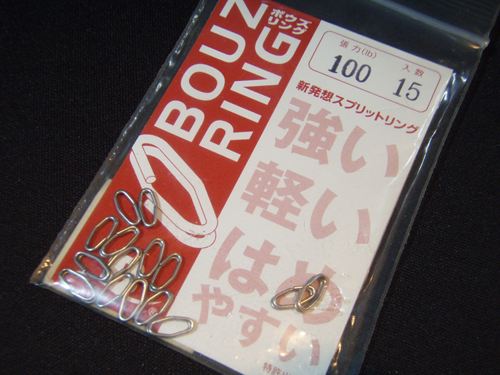 BOUZ
RING
ボウズ
リング
張力(lb)
入数
100
15
新発想スプリットリング
強い
軽い
はめ
やすい